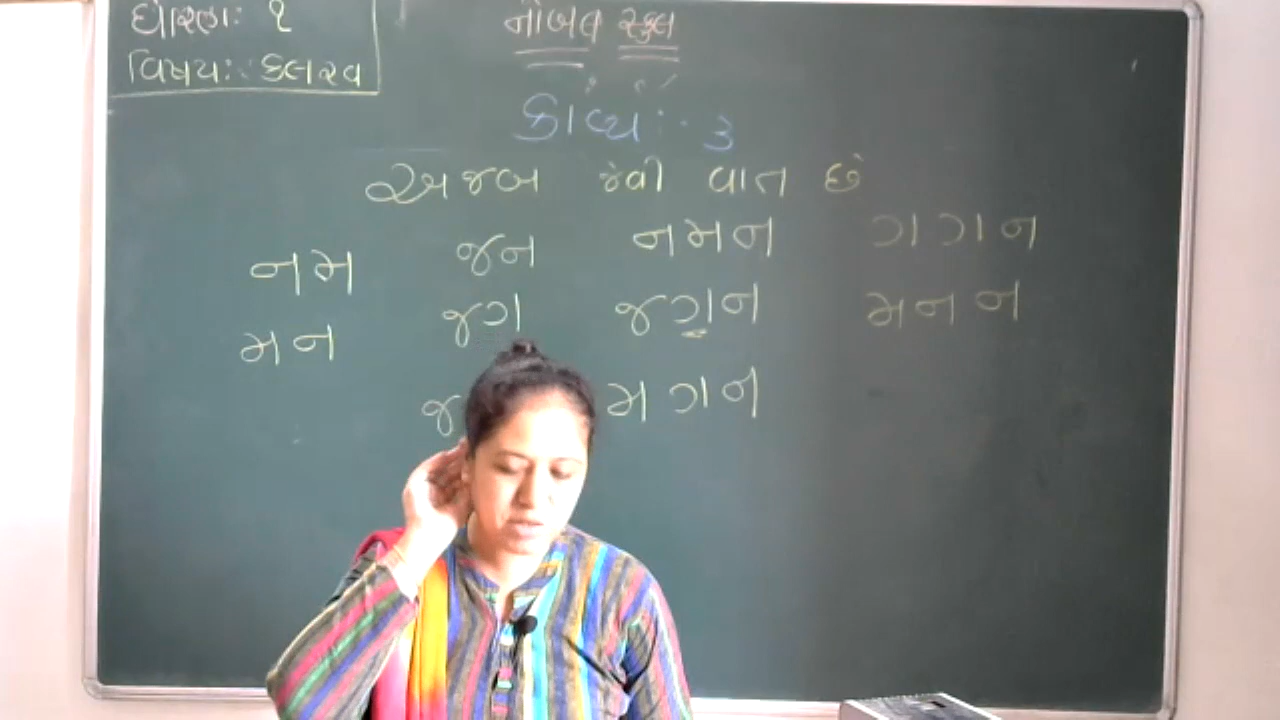 ધોરણઃ ૧
નોબલ સ્કુલ
વિષયઃ કલરવ
કાવ્યઃ- ૩
અજબ જેવી વાત છે
નમ જન નમન ગગન
મન જગ જગન મનન
મગન